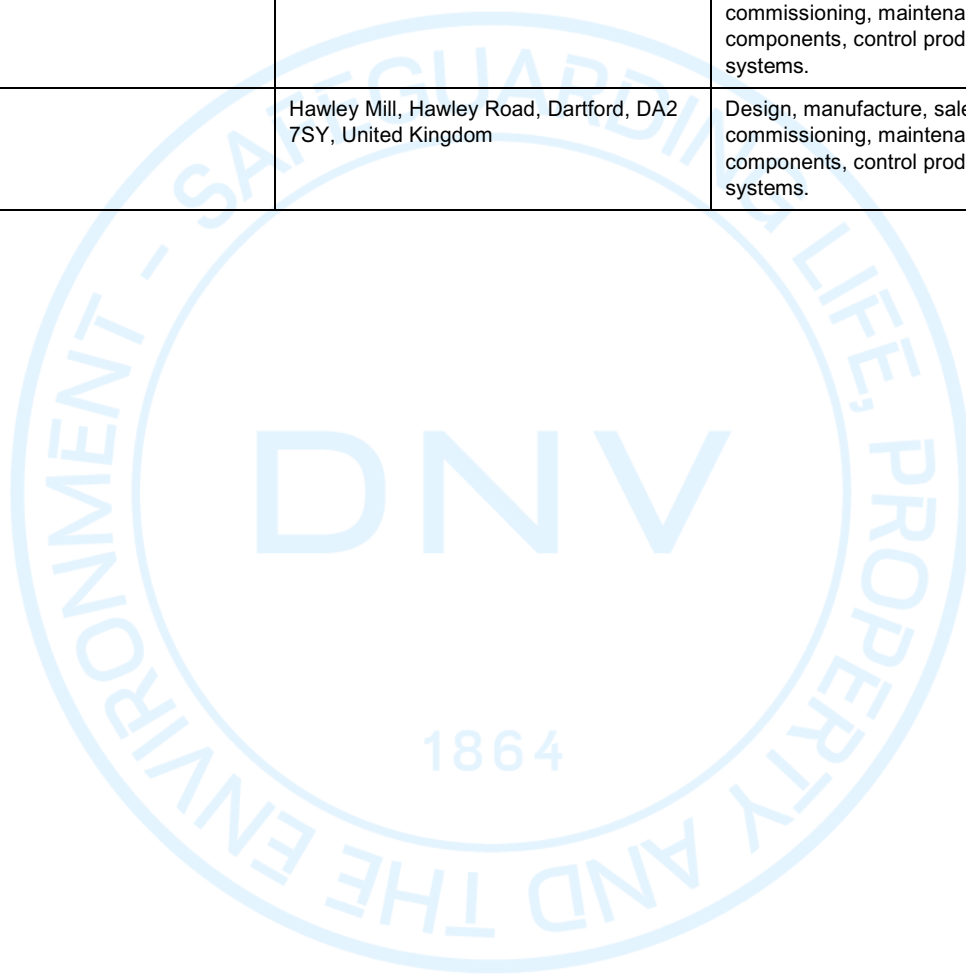 commissioning, maintena
components, control prod
systems.
Hawley Mill, Hawley Road, Dartford, DA2
7SY, United Kingdom
Design, manufacture, sale
commissioning, maintena
components, control prod
systems.
SAFEGUARDING LIFE, PROPERTY AND THE ENVIRONMENT -
DNV
1864